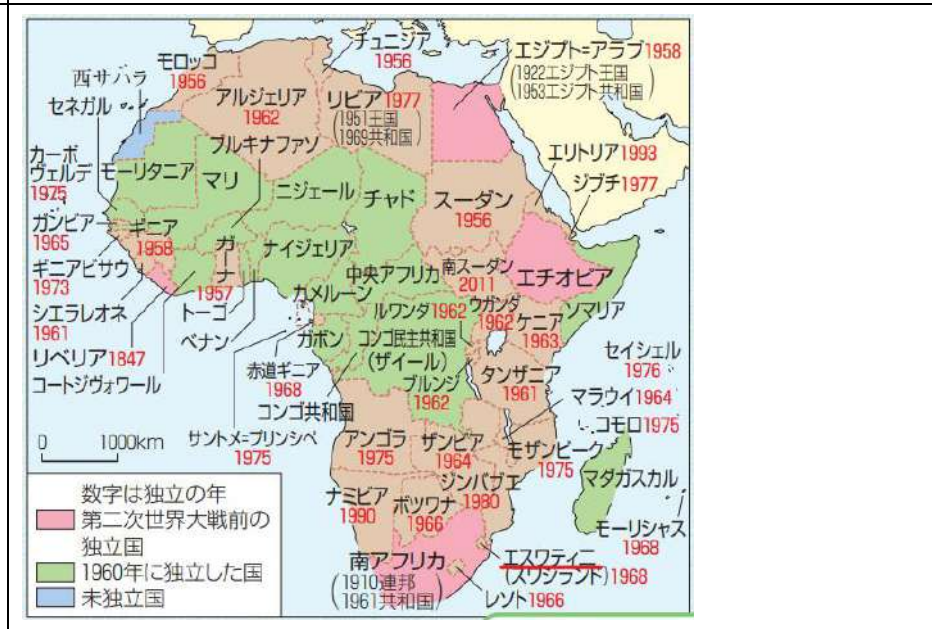 チュニジア
1956
エジプト=アラブ1958
(1922エジプト王国
1953エジプト共和国)
モロッコ
1956
西サハラ
セネガル
アルジェリア
1962
リビア1977
(1951王国
1969共和国)
ブルキナファソ
カーボ
ヴェルデ
1975
モーリタニア
マリ
ニジェール
チャド
スーダン
1956
エリトリア1993
ジブチ1977
ガンビア
1965
ギニア
1958
ガーナ
1957
ナイジェリア
中央アフリカ
南スーダン
2011
エチオピア
ギニアビサウ
1973
シエラレオネ
1961
トーゴ
ベナン
カメルーン
ルワンダ1962
ウガンダ
1962
ケニア
1963
ソマリア
リベリア1847
コートジヴォワール
ガボン
コンゴ民主共和国
(ザイール)
赤道ギニア
1968
ブルンジ
1962
コンゴ共和国
タンザニア
1961
セイシェル
1976
マラウイ1964
コモロ1975
サントメ=プリンシペ
1975
0 1000km
アンゴラ
1975
ザンビア
1964
モザンビーク
1975
マダガスカル
ナミビア
1990
ボツワナ
1966
ジンバブエ
1980
モーリシャス
1968
南アフリカ
(1910連邦
1961共和国)
エスワティニ
(スワジランド)1968
レソト1966
数字は独立の年
第二次世界大戦前の
独立国
1960年に独立した国
未独立国